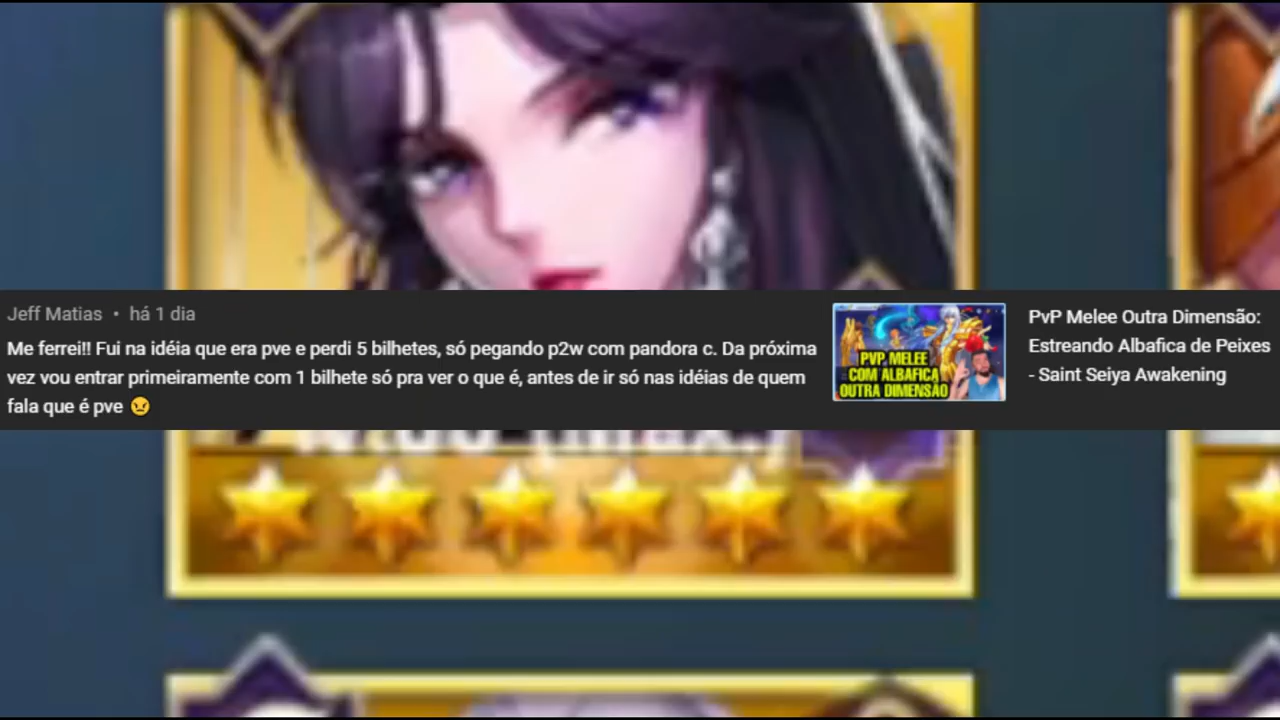 Jeff Matias • há 1 dia
Me ferrei!! Fui na idéia que era pve e perdi 5 bilhetes, só pegando p2w com pandora c. Da próxima
vez vou entrar primeiramente com 1 bilhete só pra ver o que é, antes de ir só nas idéias de quem
fala que é pve 😠
PVP MELEE
COM ALBAFICA
OUTRA DIMENSÃO
PvP Melee Outra Dimensão:
Estreando Albafica de Peixes
- Saint Seiya Awakening